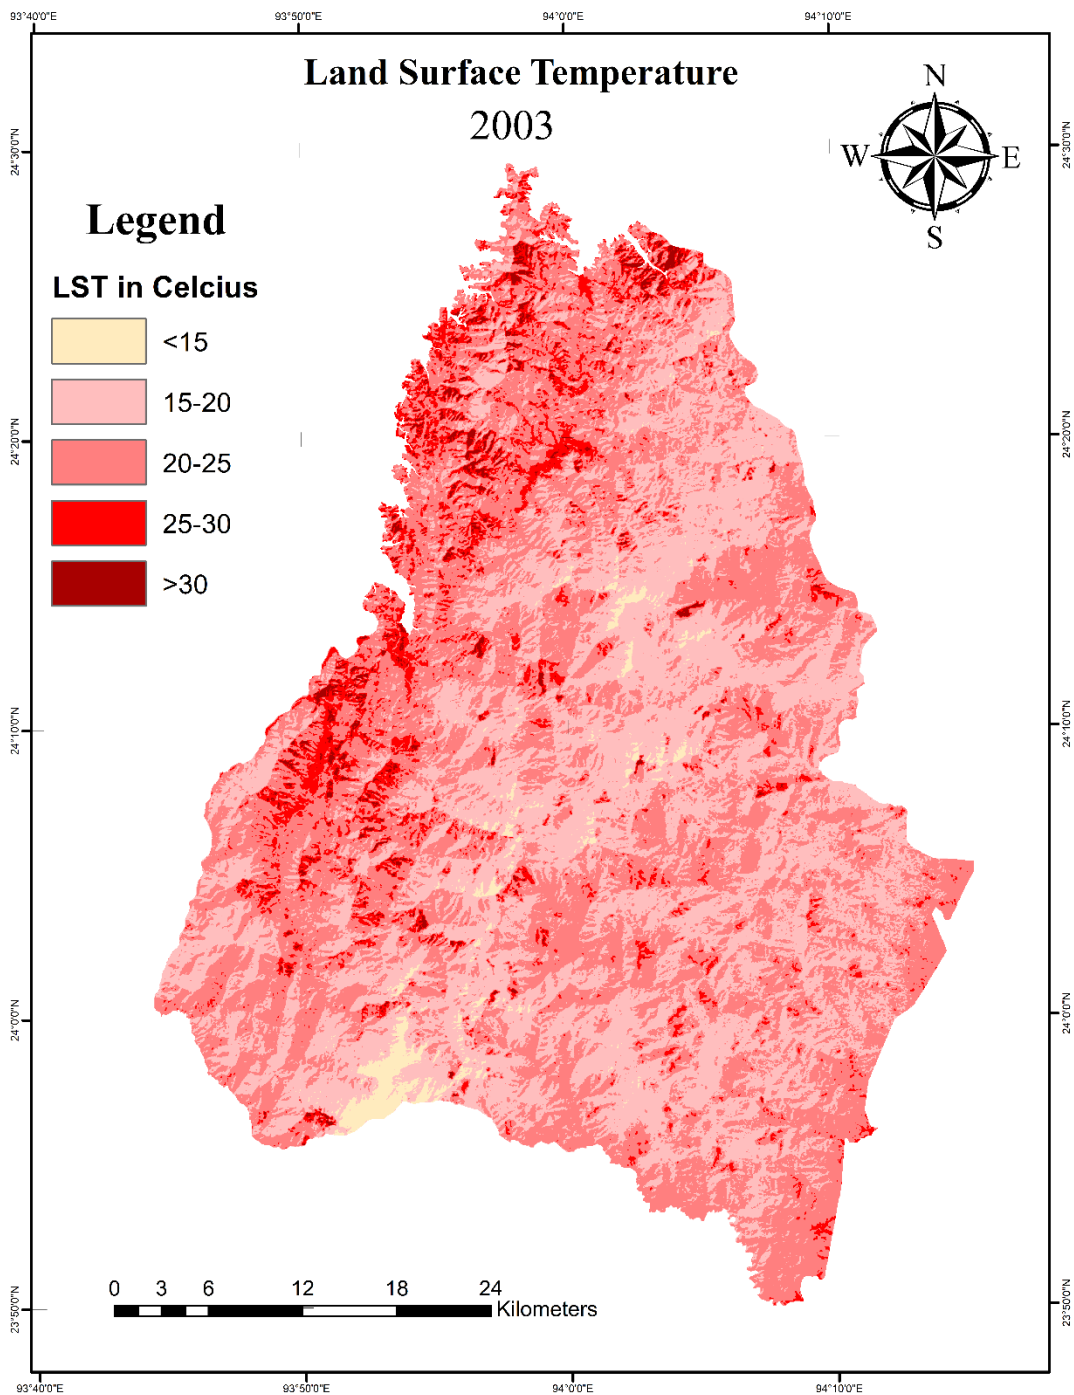 93°40'0"E 93°50'0"E 94°0'0"E 94°10'0"E
Land Surface Temperature
2003
N
W E
S
24°30'0"N 24°30'0"N
Legend
LST in Celcius
<15
15-20
20-25
25-30
>30
24°20'0"N 24°20'0"N
24°10'0"N 24°10'0"N
24°0'0"N 24°0'0"N
0 3 6 12 18 24
Kilometers
23°50'0"N 23°50'0"N
93°40'0"E 93°50'0"E 94°0'0"E 94°10'0"E